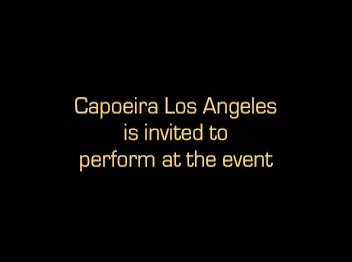 Capoeira Los Angeles
is invited to
perform at the event